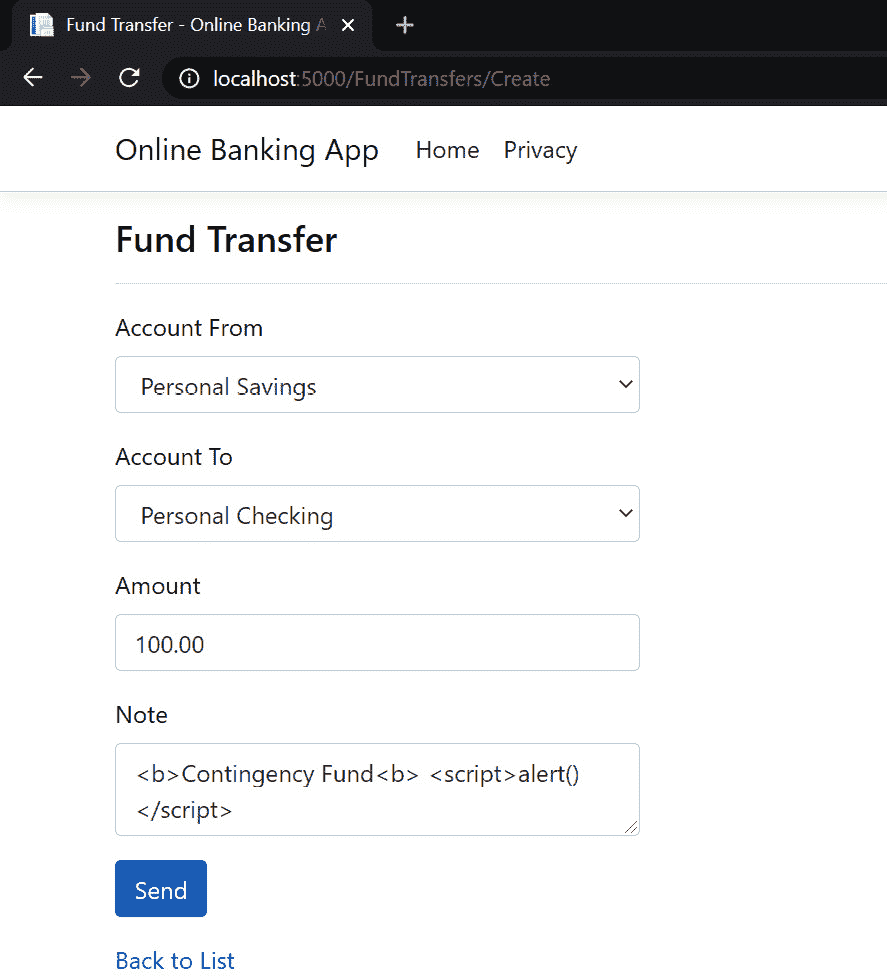 Fund Transfer - Online Banking A
localhost:5000/FundTransfers/Create
Online Banking App Home Privacy
Fund Transfer
Account From
Personal Savings
Account To
Personal Checking
Amount
100.00
Note
<b>Contingency Fund<b> <script>alert()
</script>
Send
Back to List